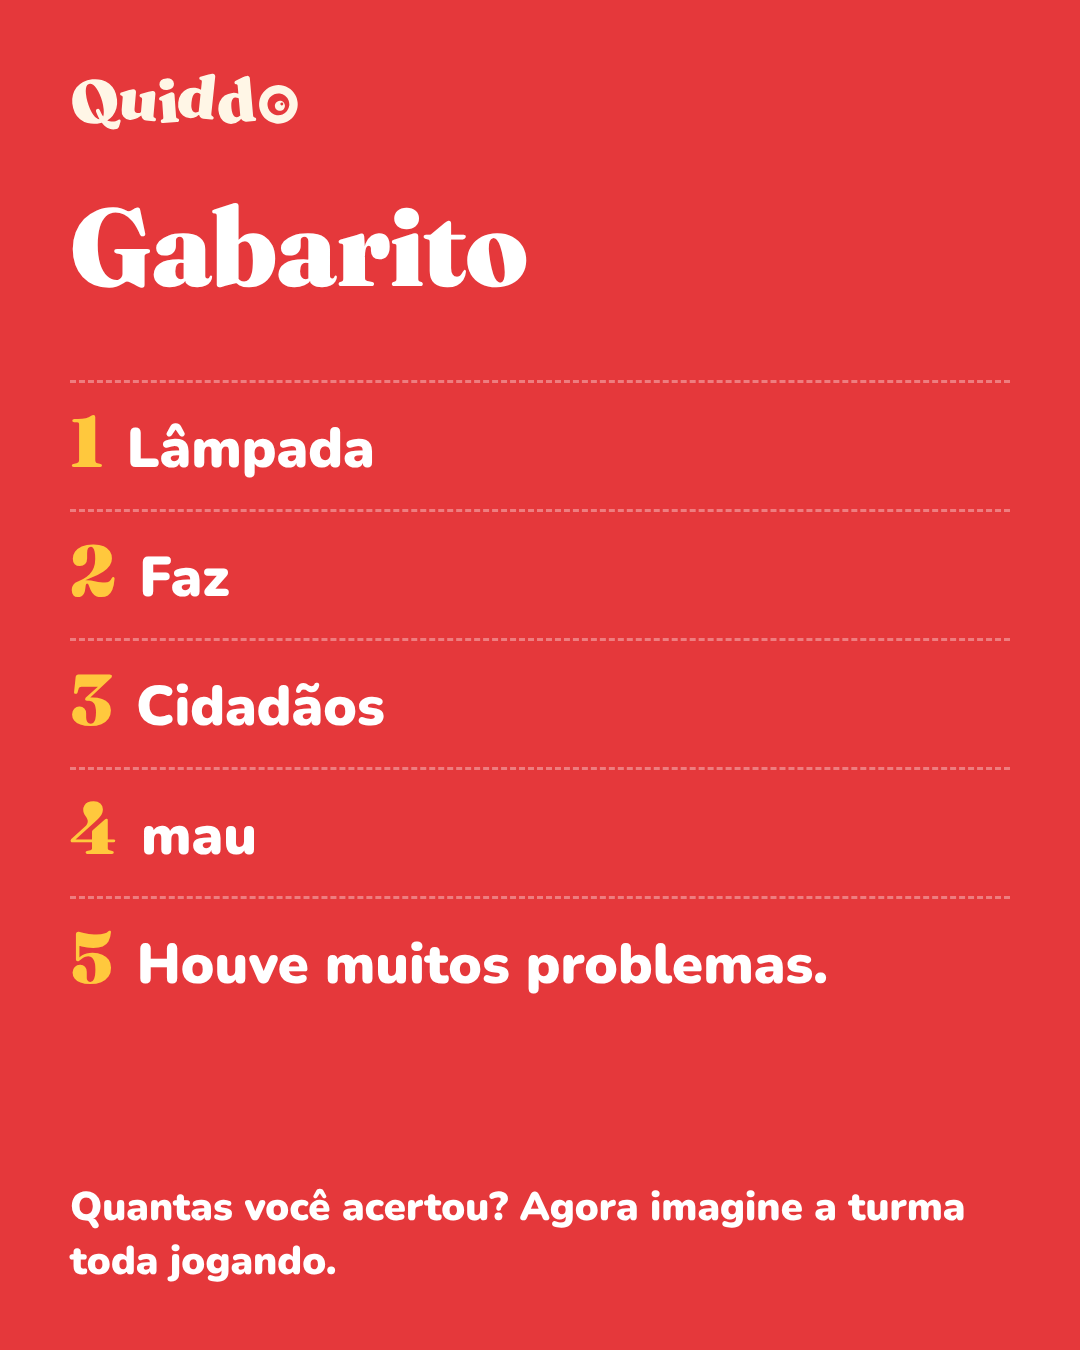 Quiddo
Gabarito
1 Lâmpada
2 Faz
3 Cidadãos
4 mau
5 Houve muitos problemas.
Quantas você acertou? Agora imagine a turma
toda jogando.